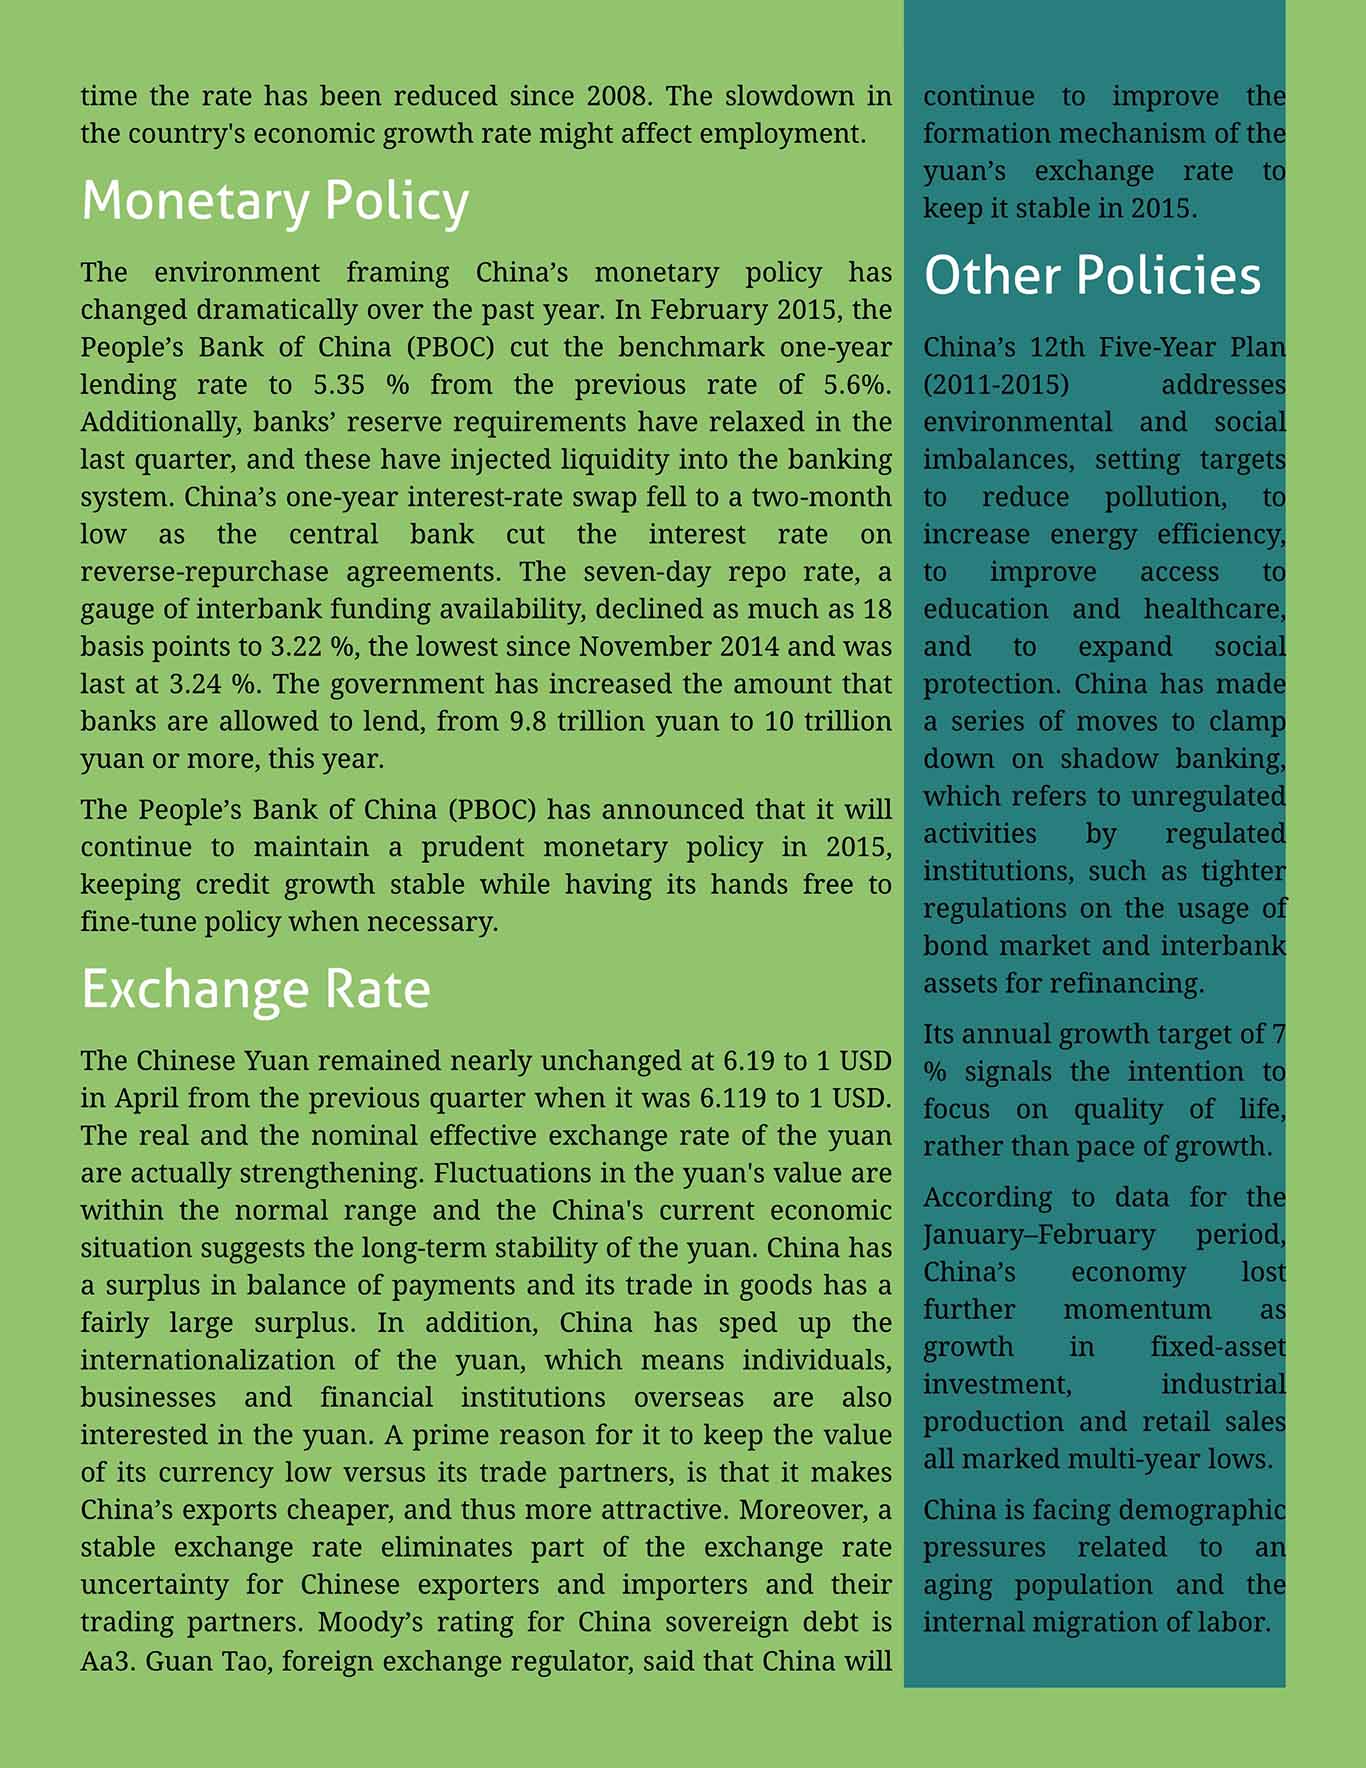 time the rate has been reduced since 2008. The slowdown in
the country's economic growth rate might affect employment.
Monetary Policy
The environment framing China’s monetary policy has
changed dramatically over the past year. In February 2015, the
People’s Bank of China (PBOC) cut the benchmark one-year
lending rate to 5.35 % from the previous rate of 5.6%.
Additionally, banks’ reserve requirements have relaxed in the
last quarter, and these have injected liquidity into the banking
system. China’s one-year interest-rate swap fell to a two-month
low as the central bank cut the interest rate on
reverse-repurchase agreements. The seven-day repo rate, a
gauge of interbank funding availability, declined as much as 18
basis points to 3.22 %, the lowest since November 2014 and was
last at 3.24 %. The government has increased the amount that
banks are allowed to lend, from 9.8 trillion yuan to 10 trillion
yuan or more, this year.
The People’s Bank of China (PBOC) has announced that it will
continue to maintain a prudent monetary policy in 2015,
keeping credit growth stable while having its hands free to
fine-tune policy when necessary.
Exchange Rate
The Chinese Yuan remained nearly unchanged at 6.19 to 1 USD
in April from the previous quarter when it was 6.119 to 1 USD.
The real and the nominal effective exchange rate of the yuan
are actually strengthening. Fluctuations in the yuan's value are
within the normal range and the China's current economic
situation suggests the long-term stability of the yuan. China has
a surplus in balance of payments and its trade in goods has a
fairly large surplus. In addition, China has sped up the
internationalization of the yuan, which means individuals,
businesses and financial institutions overseas are also
interested in the yuan. A prime reason for it to keep the value
of its currency low versus its trade partners, is that it makes
China’s exports cheaper, and thus more attractive. Moreover, a
stable exchange rate eliminates part of the exchange rate
uncertainty for Chinese exporters and importers and their
trading partners. Moody’s rating for China sovereign debt is
Aa3. Guan Tao, foreign exchange regulator, said that China will
continue to improve the
formation mechanism of the
yuan’s exchange rate to
keep it stable in 2015.
Other Policies
China’s 12th Five-Year Plan
(2011-2015) addresses
environmental and social
imbalances, setting targets
to reduce pollution, to
increase energy efficiency,
to improve access to
education and healthcare,
and to expand social
protection. China has made
a series of moves to clamp
down on shadow banking,
which refers to unregulated
activities by regulated
institutions, such as tighter
regulations on the usage of
bond market and interbank
assets for refinancing.
Its annual growth target of 7
% signals the intention to
focus on quality of life,
rather than pace of growth.
According to data for the
January–February period,
China’s economy lost
further momentum as
growth in fixed-asset
investment, industrial
production and retail sales
all marked multi-year lows.
China is facing demographic
pressures related to an
aging population and the
internal migration of labor.